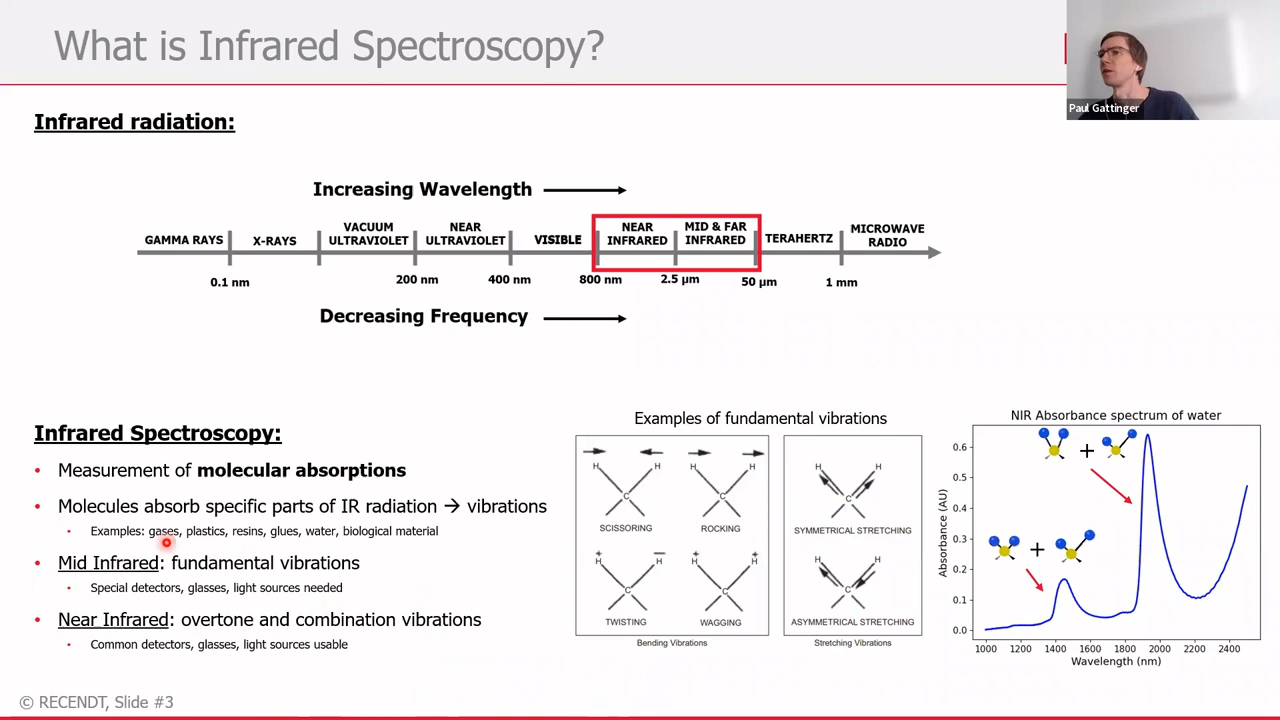 What is Infrared Spectroscopy?
Paul Gattinger
Infrared radiation:
Increasing Wavelength
GAMMA RAYS
X-RAYS
VACUUM
ULTRAVIOLET
NEAR
ULTRAVIOLET
VISIBLE
NEAR
INFRARED
MID & FAR
INFRARED
TERAHERTZ
MICROWAVE
RADIO
0.1 nm
200 nm
400 nm
800 nm
2.5 µm
50 µm
1 mm
Decreasing Frequency
Infrared Spectroscopy:
• Measurement of molecular absorptions
• Molecules absorb specific parts of IR radiation → vibrations
• Examples: gases, plastics, resins, glues, water, biological material
• Mid Infrared: fundamental vibrations
• Special detectors, glasses, light sources needed
• Near Infrared: overtone and combination vibrations
• Common detectors, glasses, light sources usable
Examples of fundamental vibrations
H H
C
SCISSORING
H H
C
ROCKING
+ +
H H
C
TWISTING
+ −
H H
C
WAGGING
Bending Vibrations
H H
C
SYMMETRICAL STRETCHING
H H
C
ASYMMETRICAL STRETCHING
Stretching Vibrations
NIR Absorbance spectrum of water
Absorbance (AU)
0.6
0.5
0.4
0.3
0.2
0.1
0.0
+
+
1000 1200 1400 1600 1800 2000 2200 2400
Wavelength (nm)
© RECENDT, Slide #3